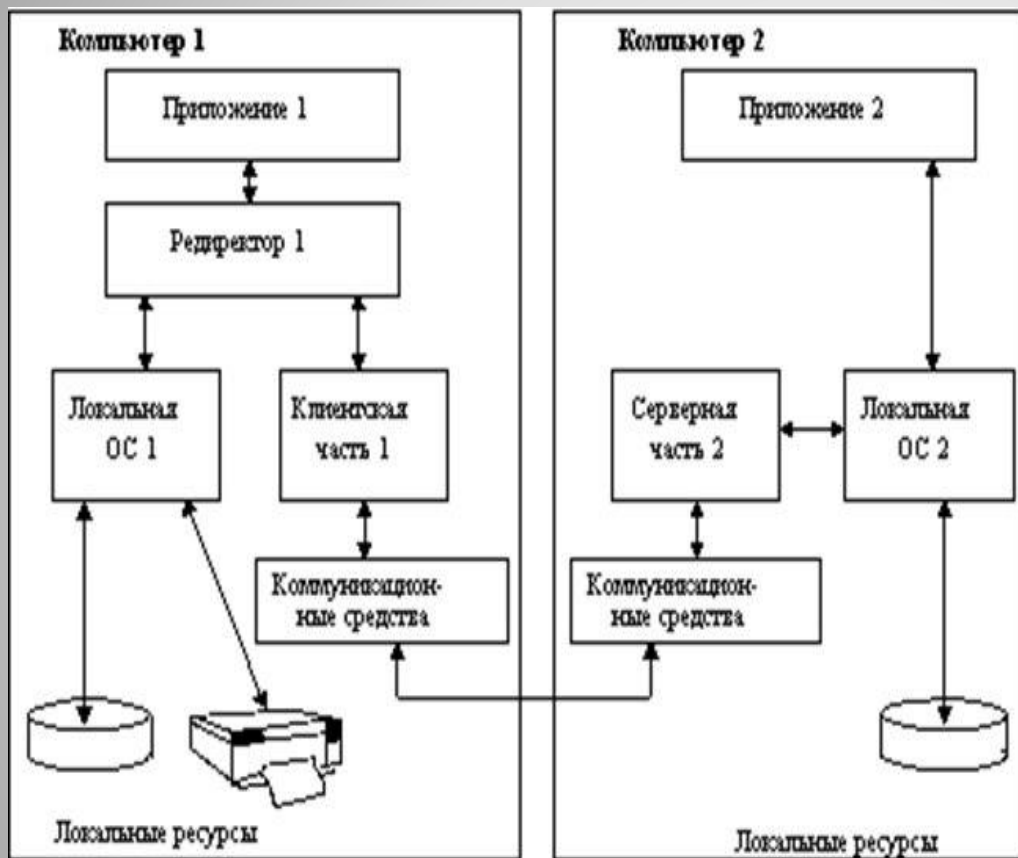 Компьютер 1
Приложение 1
Редиректор 1
Локальная
ОС 1
Клиентская
часть 1
Коммуникацион-
ные средства
Локальные ресурсы
Компьютер 2
Приложение 2
Серверная
часть 2
Локальная
ОС 2
Коммуникацион-
ные средства
Локальные ресурсы